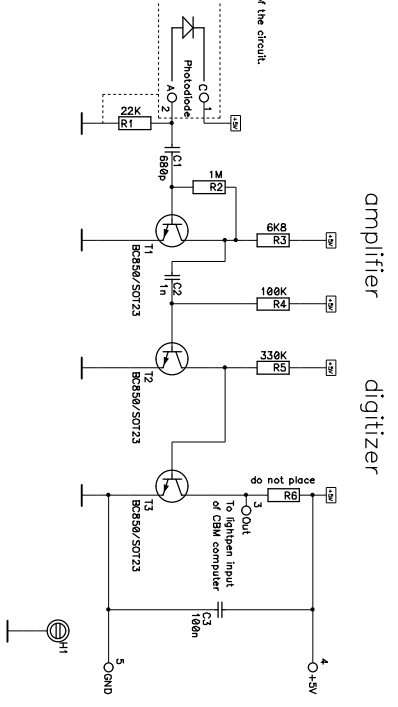 f the circuit.
Photodiode
A
2
C
1
+5V
22K
R1
C1
680p
1M
R2
6K8
R3
+5V
amplifier
T1
BC850/SOT23
C2
1n
100K
R4
+5V
T2
BC850/SOT23
330K
R5
+5V
digitizer
T3
BC850/SOT23
do not place
R6
+5V
3
Out
To lightpen input
of CBM computer
C3
100n
H1
5
GND
4
+5V